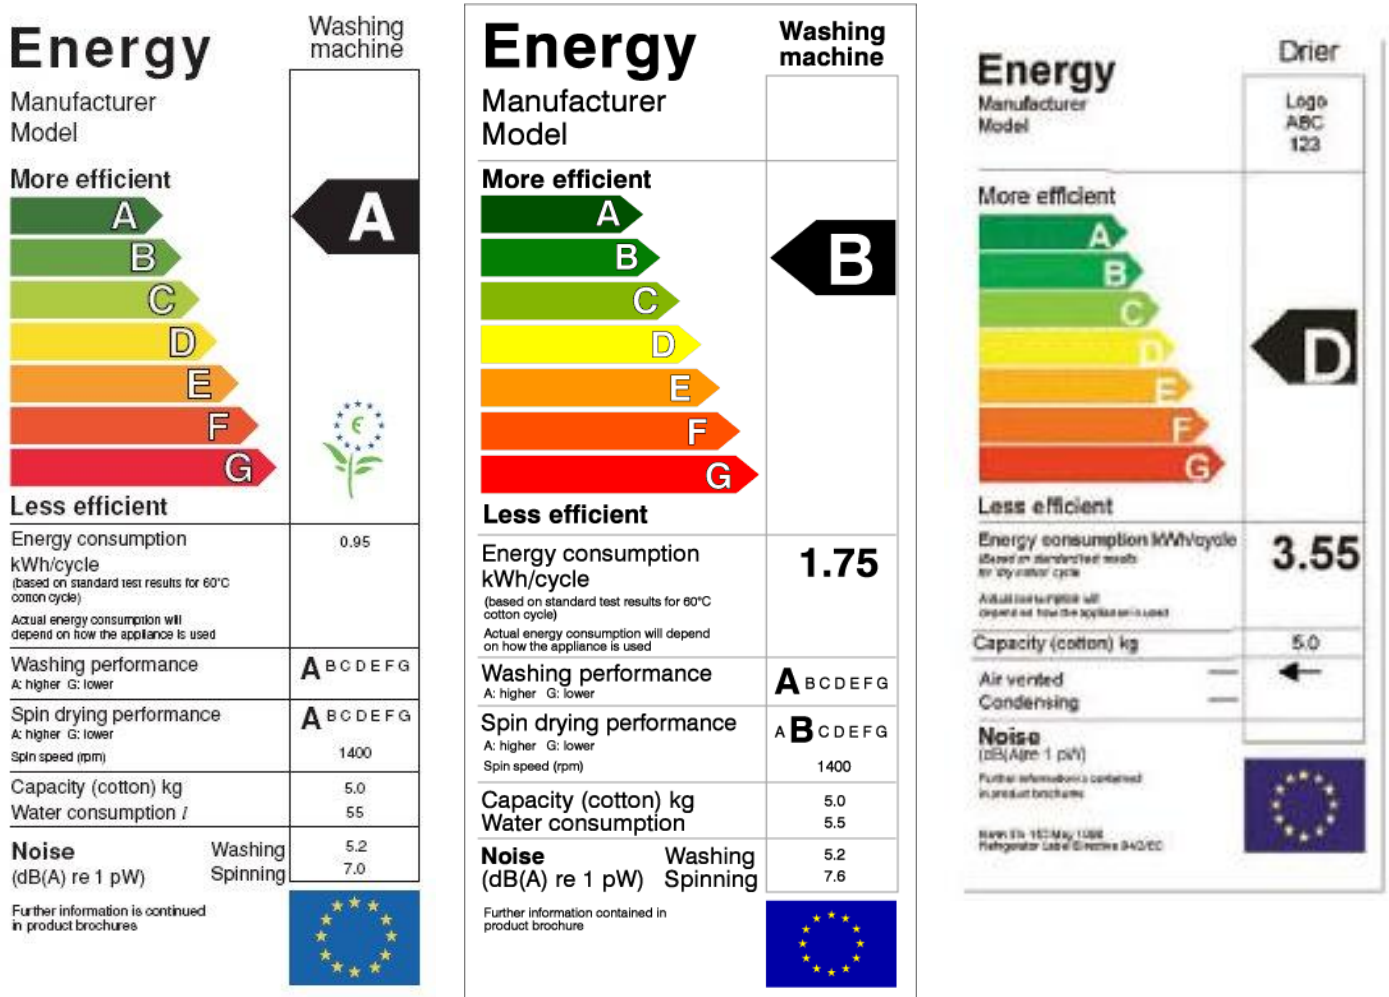 Energy
Washing
machine
Manufacturer
Model
More efficient
A
B
C
D
E
F
G
A
Less efficient
Energy consumption
kWh/cycle
0.95
(based on standard test results for 60°C
cotton cycle)
Actual energy consumption will
depend on how the appliance is used
Washing performance
A: higher G: lower
A B C D E F G
Spin drying performance
A: higher G: lower
A B C D E F G
Spin speed (rpm)
1400
Capacity (cotton) kg
5.0
Water consumption l
55
Noise
(dB(A) re 1 pW)
Washing
5.2
Spinning
7.0
Further information is continued
in product brochures
Energy
Washing
machine
Manufacturer
Model
More efficient
A
B
C
D
E
F
G
B
Less efficient
Energy consumption
kWh/cycle
1.75
(based on standard test results for 60°C
cotton cycle)
Actual energy consumption will depend
on how the appliance is used
Washing performance
A: higher G: lower
A B C D E F G
Spin drying performance
A: higher G: lower
A B C D E F G
Spin speed (rpm)
1400
Capacity (cotton) kg
5.0
Water consumption
5.5
Noise
(dB(A) re 1 pW)
Washing
5.2
Spinning
7.6
Further information contained in
product brochure
Energy
Drier
Manufacturer
Model
Logo
ABC
123
More efficient
A
B
C
D
E
F
G
D
Less efficient
Energy consumption kWh/cycle
3.55
Capacity (cotton) kg
5.0
Air vented
Condensing
Noise
(dB(A)re 1 pW)
Further information is contained
in product brochures